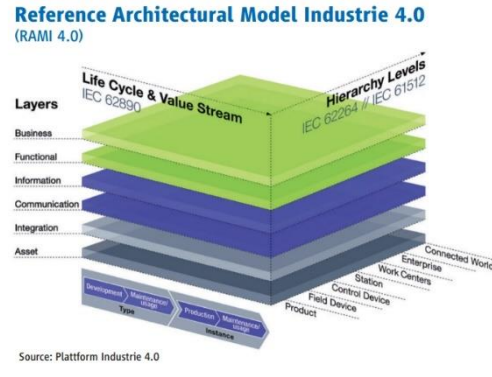 Reference Architectural Model Industrie 4.0
(RAMI 4.0)
Life Cycle & Value Stream
IEC 62890
Hierarchy Levels
IEC 62264 // IEC 61512
Layers
Business
Functional
Information
Communication
Integration
Asset
Connected World
Enterprise
Work Centers
Station
Control Device
Field Device
Product
Development
Maintenance/
usage
Production
Maintenance/
usage
Type
Instance
Source: Plattform Industrie 4.0